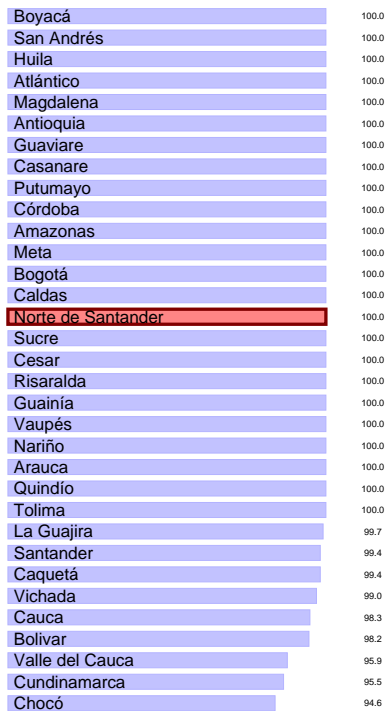 Boyacá 100.0
San Andrés 100.0
Huila 100.0
Atlántico 100.0
Magdalena 100.0
Antioquia 100.0
Guaviare 100.0
Casanare 100.0
Putumayo 100.0
Córdoba 100.0
Amazonas 100.0
Meta 100.0
Bogotá 100.0
Caldas 100.0
Norte de Santander 100.0
Sucre 100.0
Cesar 100.0
Risaralda 100.0
Guainía 100.0
Vaupés 100.0
Nariño 100.0
Arauca 100.0
Quindío 100.0
Tolima 100.0
La Guajira 99.7
Santander 99.4
Caquetá 99.4
Vichada 99.0
Cauca 98.3
Bolivar 98.2
Valle del Cauca 95.9
Cundinamarca 95.5
Chocó 94.6